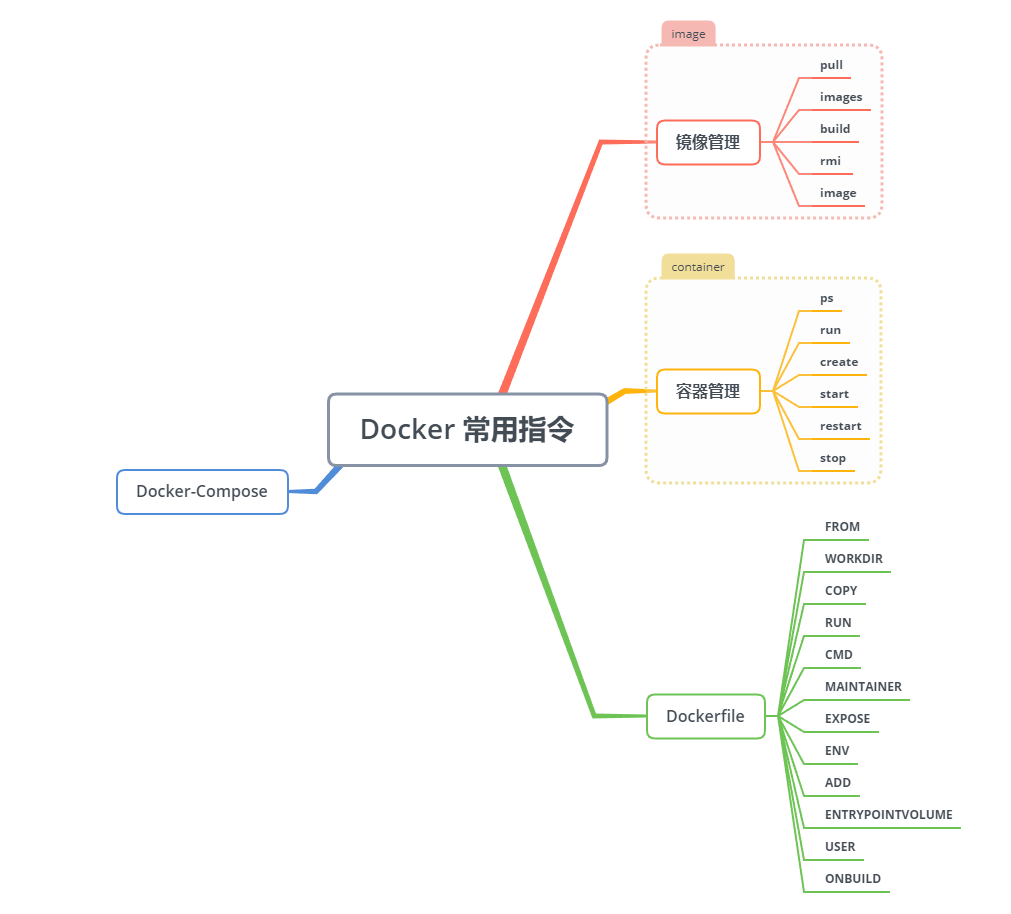 Docker 常用指令
image
镜像管理
pull
images
build
rmi
image
container
容器管理
ps
run
create
start
restart
stop
Dockerfile
FROM
WORKDIR
COPY
RUN
CMD
MAINTAINER
EXPOSE
ENV
ADD
ENTRYPOINTVOLUME
USER
ONBUILD
Docker-Compose